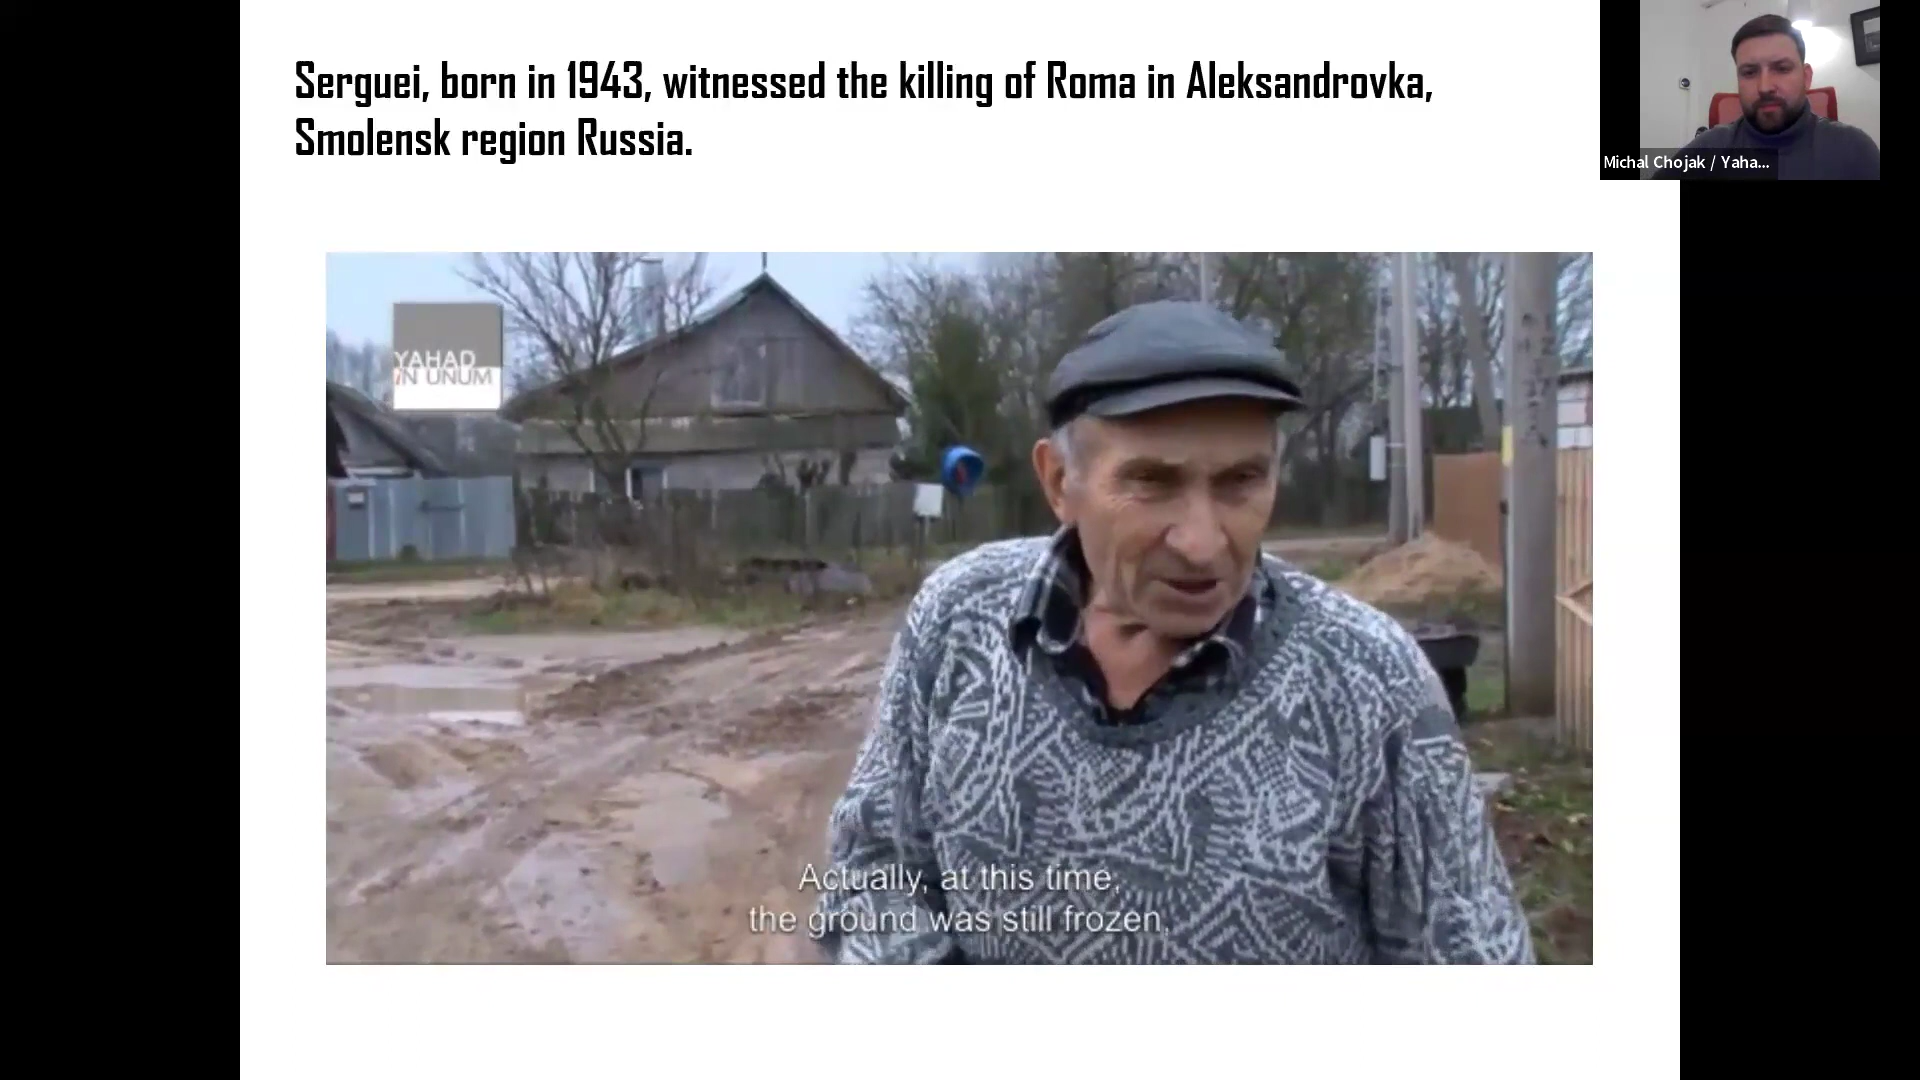 Serguei, born in 1943, witnessed the killing of Roma in Aleksandrovka,
Smolensk region Russia.
Michal Chojak / Yaha...
YAHAD
IN UNUM
Actually, at this time,
the ground was still frozen,